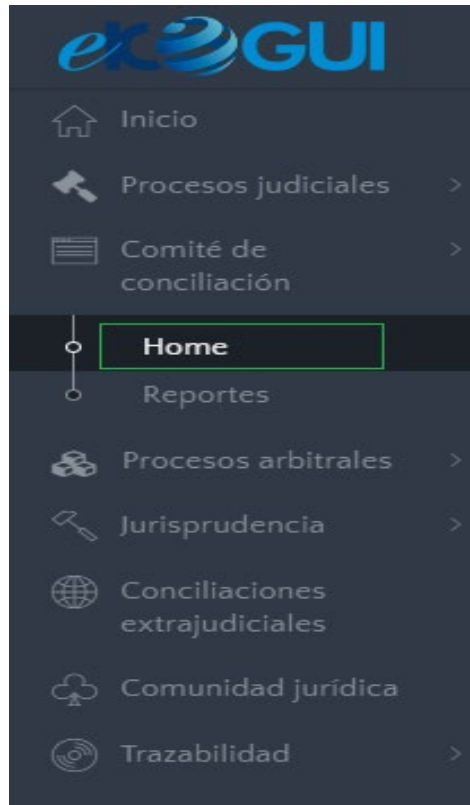 eKOGUI
Inicio
Procesos judiciales >
Comité de >
conciliación
Home
Reportes
Procesos arbitrales >
Jurisprudencia >
Conciliaciones
extrajudiciales
Comunidad jurídica
Trazabilidad >